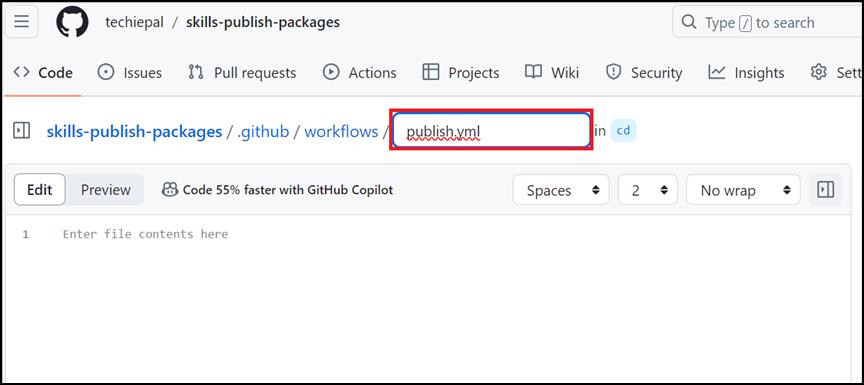 techiepal / skills-publish-packages
Type / to search
Code Issues Pull requests Actions Projects Wiki Security Insights Sett
skills-publish-packages / .github / workflows / publish.yml in cd
Edit Preview Code 55% faster with GitHub Copilot Spaces 2 No wrap
1 Enter file contents here